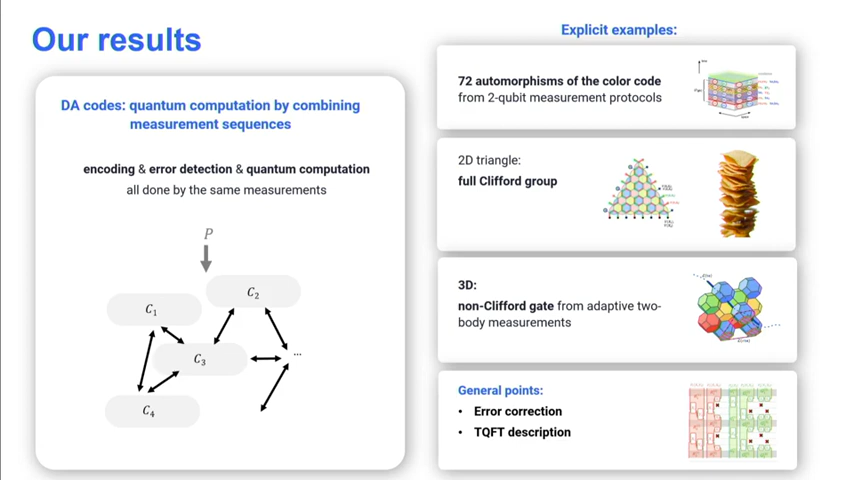 Our results
DA codes: quantum computation by combining
measurement sequences
encoding & error detection & quantum computation
all done by the same measurements
P
C₁
C₂
C₃
...
C₄
Explicit examples:
72 automorphisms of the color code
from 2-qubit measurement protocols
2D triangle:
full Clifford group
3D:
non-Clifford gate from adaptive two-
body measurements
General points:
• Error correction
• TQFT description